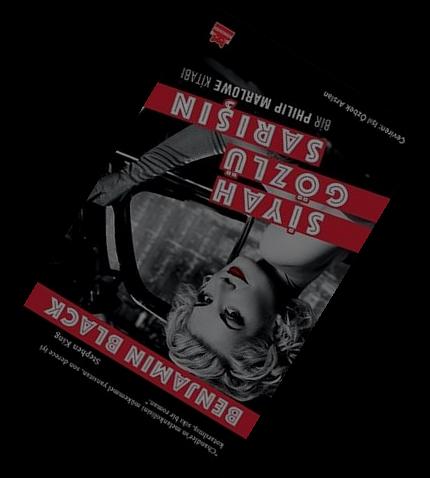 "Chandler'ın melankolisini mükemmel yansıtan, son derece iyi
kotarılmış, sıkı bir roman."
Stephen King
BENJAMIN BLACK
SİYAH
GÖZLÜ
SARIŞIN
BİR PHILIP MARLOWE KİTABI
Çeviren: Işıl Özbek Arslan